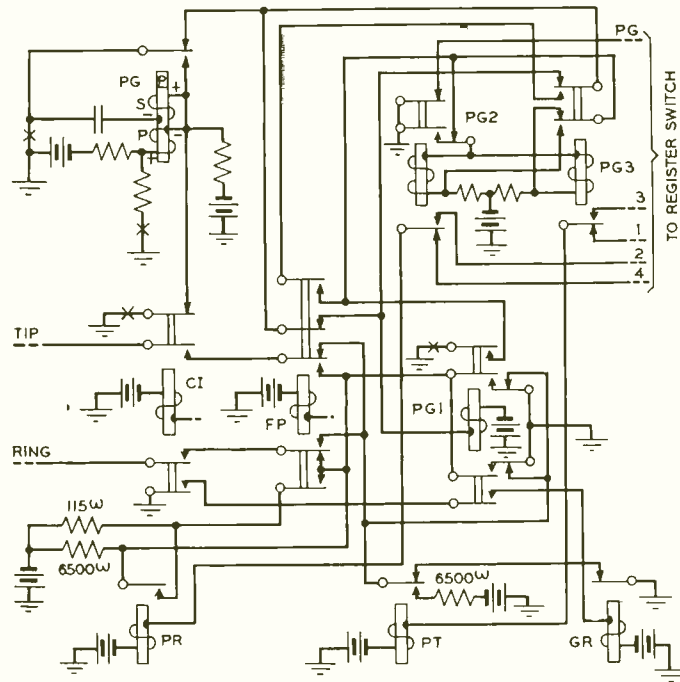 PG
PG P +
S
-
P
-
+
PG2
PG3
3
1
2
4
TO REGISTER SWITCH
TIP
CI
FP
PG1
RING
115ω
6500ω
6500ω
PR
PT
GR